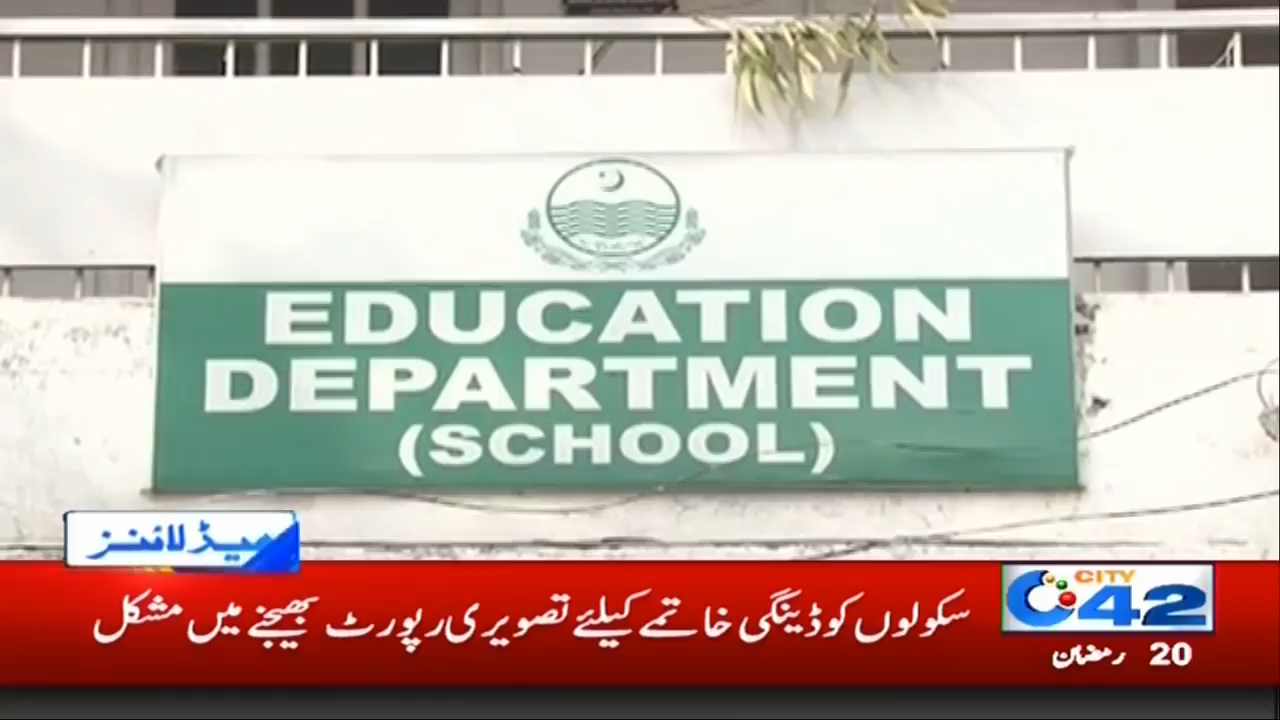 EDUCATION
DEPARTMENT
(SCHOOL)
ہیڈلائنز
سکولوں کو ڈینگی خاتمے کیلئے تصویری رپورٹ بھیجنے میں مشکل
CITY
42
20 رمضان